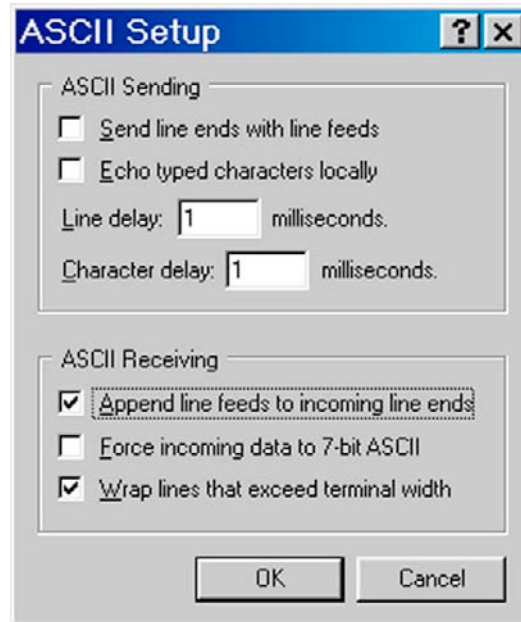 ASCII Setup
ASCII Sending
Send line ends with line feeds
Echo typed characters locally
Line delay: 1 milliseconds.
Character delay: 1 milliseconds.
ASCII Receiving
Append line feeds to incoming line ends
Force incoming data to 7-bit ASCII
Wrap lines that exceed terminal width
OK Cancel